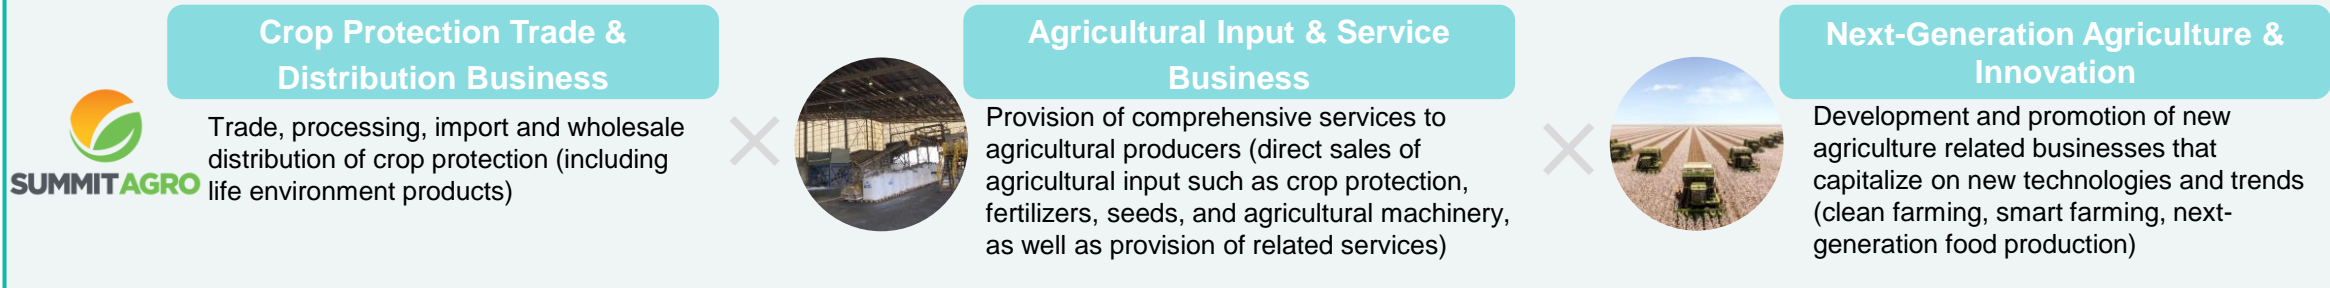 Crop Protection Trade &
Distribution Business
SUMMIT AGRO
Trade, processing, import and wholesale
distribution of crop protection (including
life environment products)
Agricultural Input & Service
Business
Provision of comprehensive services to
agricultural producers (direct sales of
agricultural input such as crop protection,
fertilizers, seeds, and agricultural machinery,
as well as provision of related services)
Next-Generation Agriculture &
Innovation
Development and promotion of new
agriculture related businesses that
capitalize on new technologies and trends
(clean farming, smart farming, next-
generation food production)